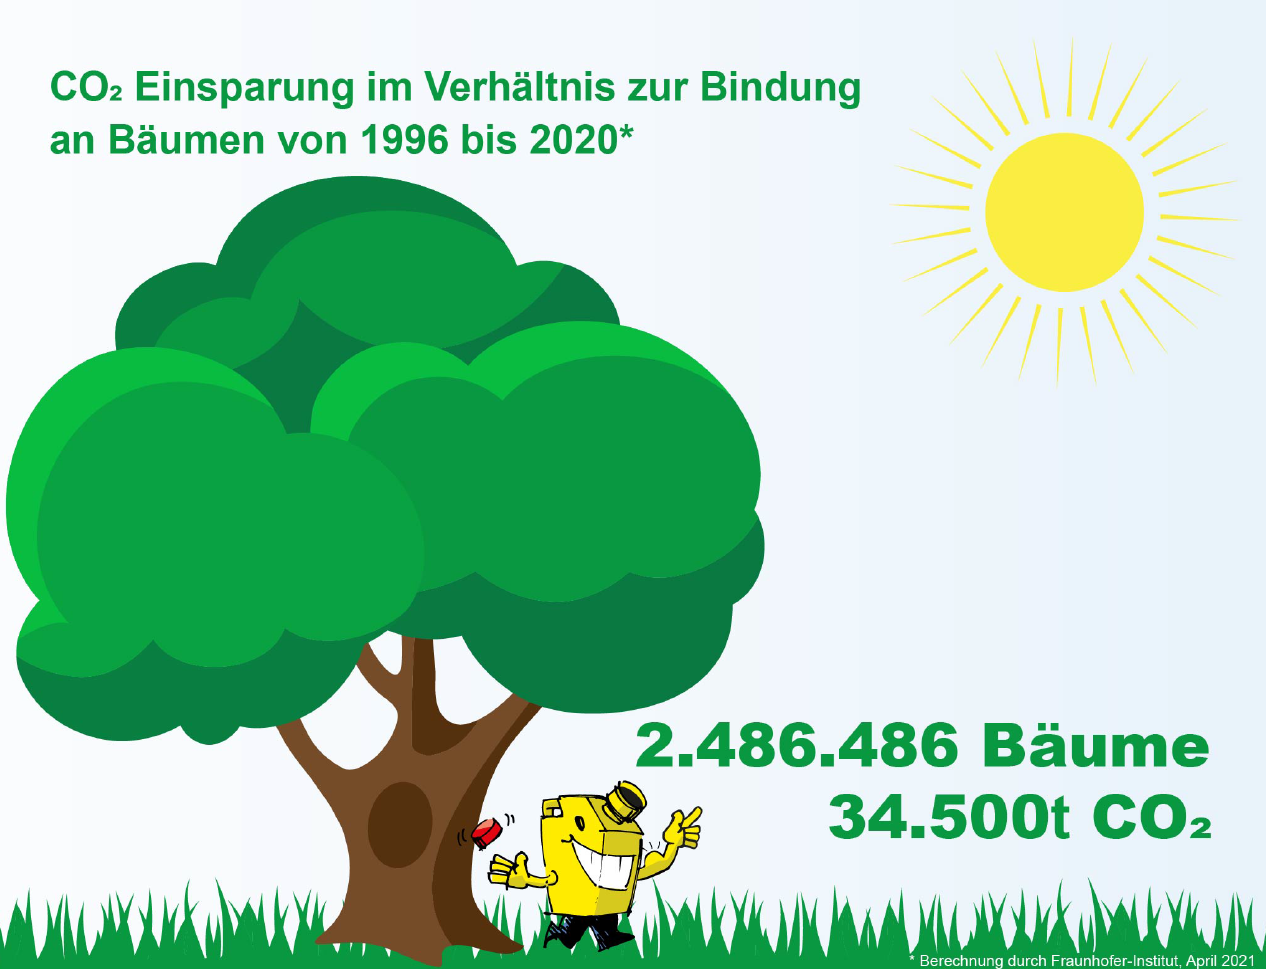 CO₂ Einsparung im Verhältnis zur Bindung
an Bäumen von 1996 bis 2020*
2.486.486 Bäume
34.500t CO₂
* Berechnung durch Fraunhofer-Institut, April 2021